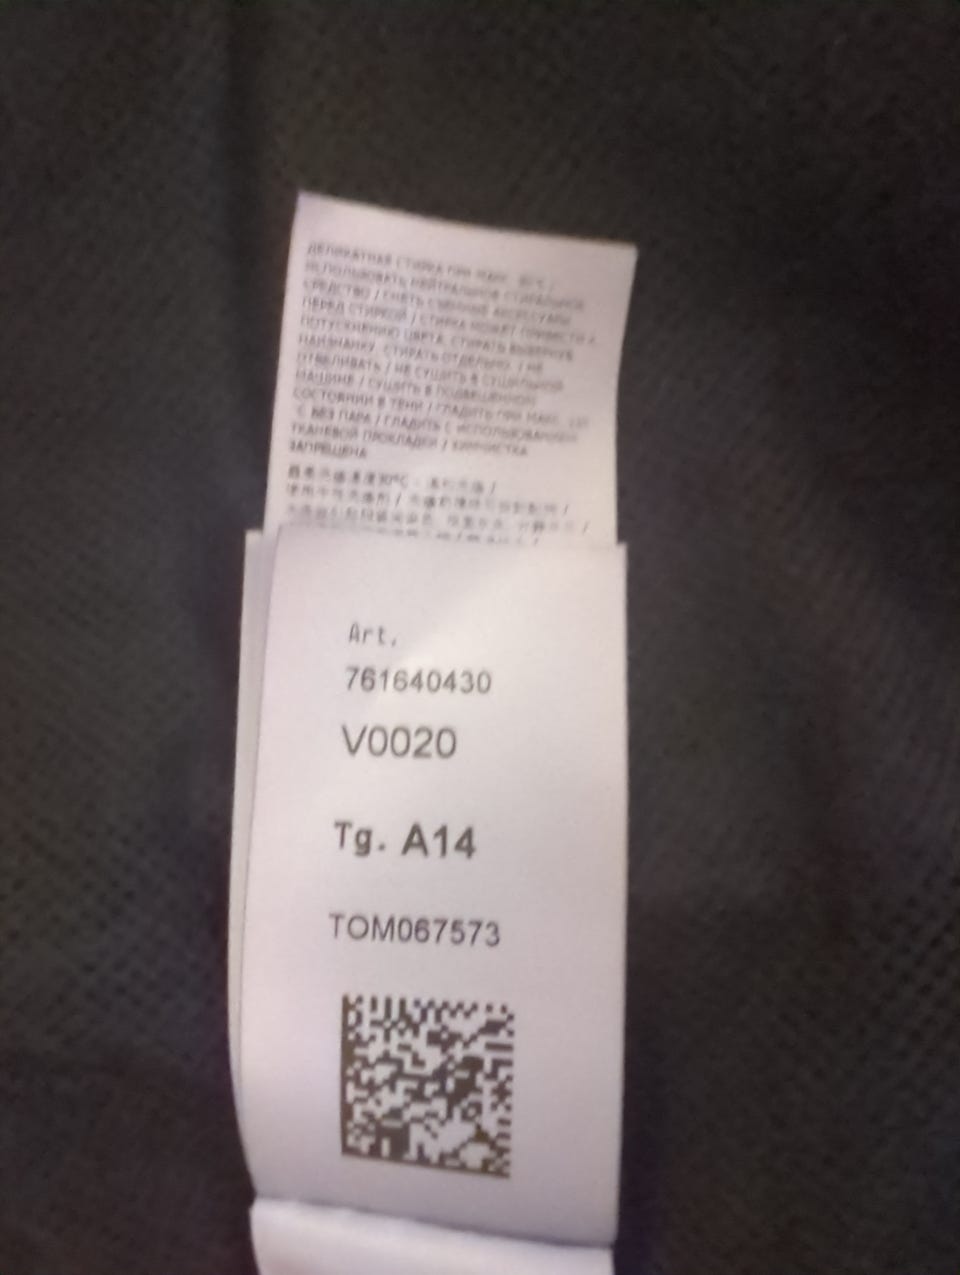 ДЕЛИКАТНАЯ СТИРКА ПРИ МАКС. 30°C /
ИСПОЛЬЗОВАТЬ НЕЙТРАЛЬНОЕ СТИРАЛЬНОЕ
СРЕДСТВО / СНЯТЬ СЪЕМНЫЕ АКСЕССУАРЫ
ПЕРЕД СТИРКОЙ / СТИРКА МОЖЕТ ПРИВЕСТИ К
ПОТУСКНЕНИЮ ЦВЕТА. СТИРАТЬ ВЫВЕРНУВ
НАИЗНАНКУ. СТИРАТЬ ОТДЕЛЬНО. / НЕ
ОТБЕЛИВАТЬ / НЕ СУШИТЬ В СУШИЛЬНОЙ
МАШИНЕ / СУШИТЬ В ПОДВЕШЕННОМ
СОСТОЯНИИ В ТЕНИ / ГЛАДИТЬ ПРИ МАКС. 110
°C БЕЗ ПАРА / ГЛАДИТЬ С ИСПОЛЬЗОВАНИЕМ
ТКАНЕВОЙ ПРОКЛАДКИ / ХИМЧИСТКА
ЗАПРЕЩЕНА
Art.
761640430
V0020
Tg. A14
TOM067573